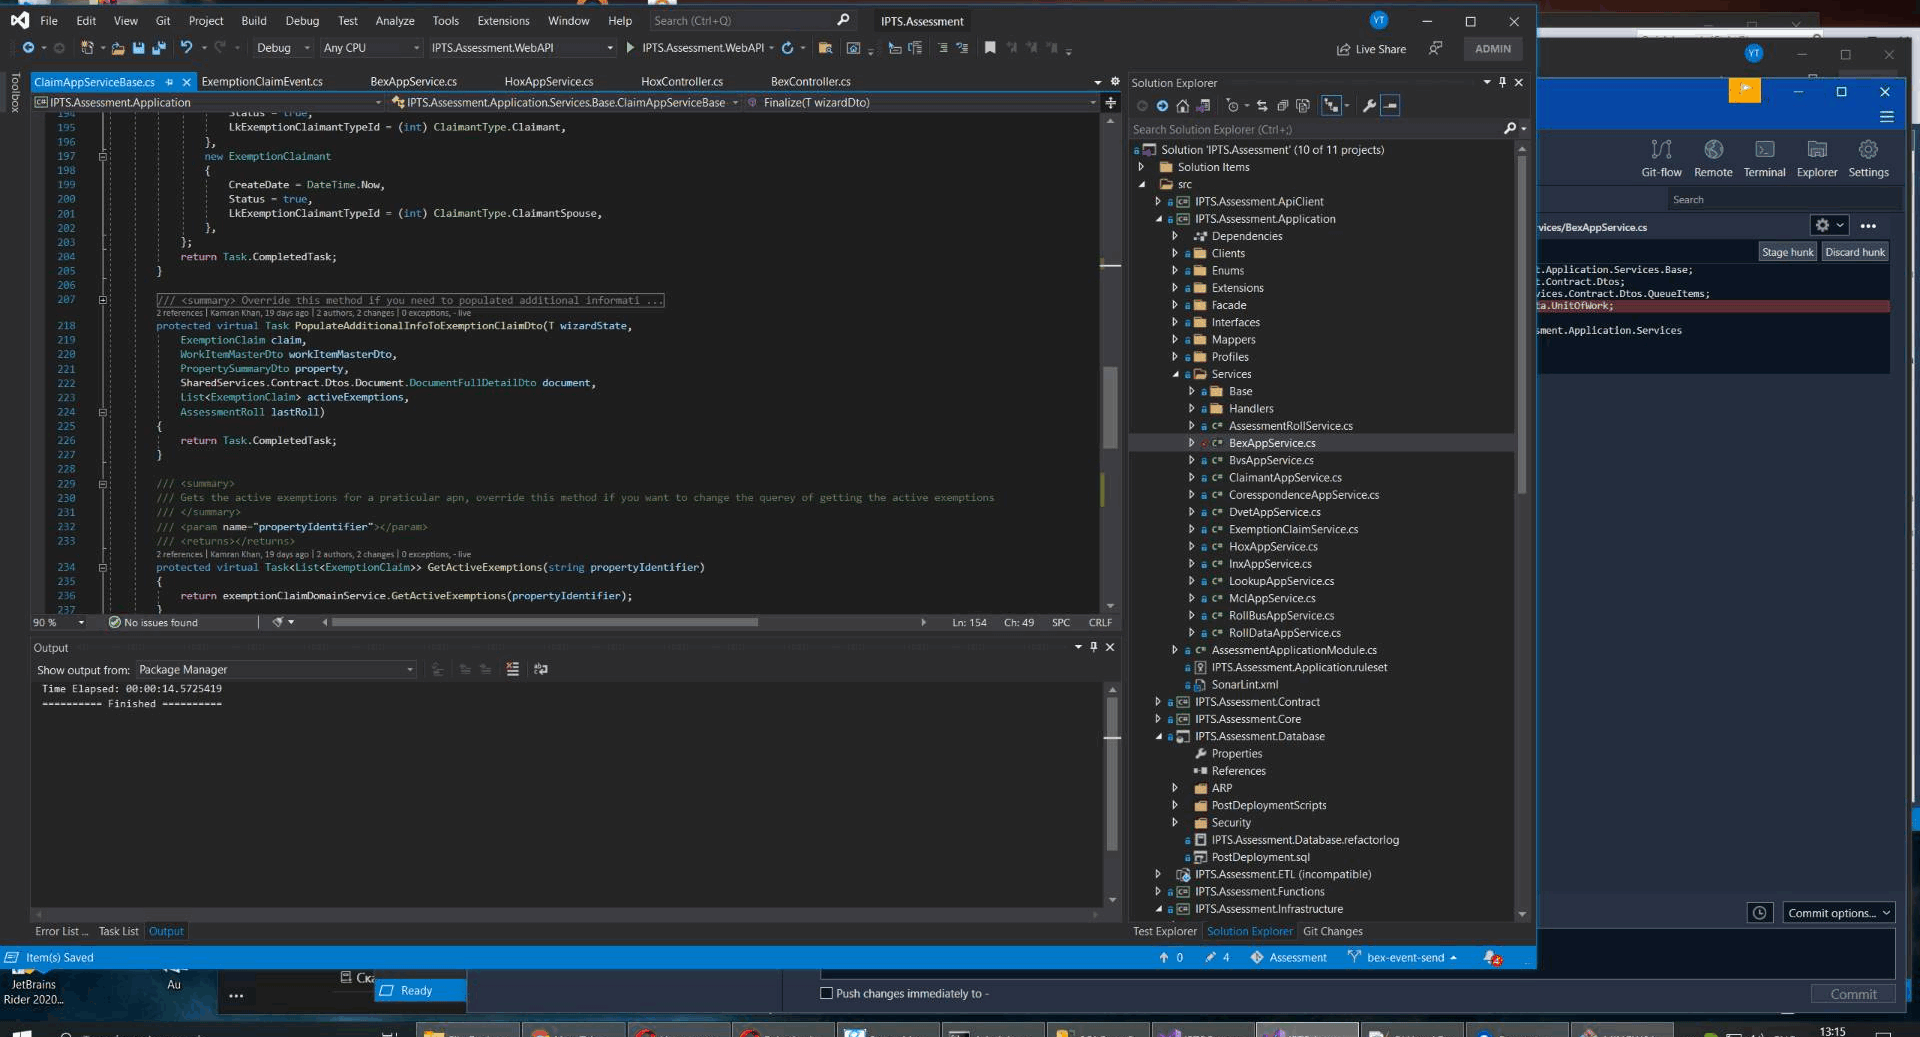 File Edit View Git Project Build Debug Test Analyze Tools Extensions Window Help Search (Ctrl+Q) IPTS.Assessment YT
Debug Any CPU IPTS.Assessment.WebAPI IPTS.Assessment.WebAPI Live Share ADMIN
Toolbox
ClaimAppServiceBase.cs ExemptionClaimEvent.cs BexAppService.cs HoxAppService.cs HoxController.cs BexController.cs
IPTS.Assessment.Application IPTS.Assessment.Application.Services.Base.ClaimAppServiceBase Finalize(T wizardDto)
194 Status = true,
195 LkExemptionClaimantTypeId = (int) ClaimantType.Claimant,
196 },
197 new ExemptionClaimant
198 {
199 CreateDate = DateTime.Now,
200 Status = true,
201 LkExemptionClaimantTypeId = (int) ClaimantType.ClaimantSpouse,
202 },
203 };
204 return Task.CompletedTask;
205 }
206
207 /// <summary> Override this method if you need to populated additional informati ...
2 references | Kamran Khan, 19 days ago | 2 authors, 2 changes | 0 exceptions, - live
218 protected virtual Task PopulateAdditionalInfoToExemptionClaimDto(T wizardState,
219 ExemptionClaim claim,
220 WorkItemMasterDto workItemMasterDto,
221 PropertySummaryDto property,
222 SharedServices.Contract.Dtos.Document.DocumentFullDetailDto document,
223 List<ExemptionClaim> activeExemptions,
224 AssessmentRoll lastRoll)
225 {
226 return Task.CompletedTask;
227 }
228
229 /// <summary>
230 /// Gets the active exemptions for a praticular apn, override this method if you want to change the querey of getting the active exemptions
231 /// </summary>
232 /// <param name="propertyIdentifier"></param>
233 /// <returns></returns>
2 references | Kamran Khan, 19 days ago | 2 authors, 2 changes | 0 exceptions, - live
234 protected virtual Task<List<ExemptionClaim>> GetActiveExemptions(string propertyIdentifier)
235 {
236 return exemptionClaimDomainService.GetActiveExemptions(propertyIdentifier);
237 }
90 % No issues found Ln: 154 Ch: 49 SPC CRLF
Output
Show output from: Package Manager
Time Elapsed: 00:00:14.5725419
========== Finished ==========
Error List ... Task List Output
Solution Explorer
Search Solution Explorer (Ctrl+;)
Solution 'IPTS.Assessment' (10 of 11 projects)
Solution Items
src
IPTS.Assessment.ApiClient
IPTS.Assessment.Application
Dependencies
Clients
Enums
Extensions
Facade
Interfaces
Mappers
Profiles
Services
Base
Handlers
AssessmentRollService.cs
BexAppService.cs
BvsAppService.cs
ClaimantAppService.cs
CoresspondenceAppService.cs
DvetAppService.cs
ExemptionClaimService.cs
HoxAppService.cs
InxAppService.cs
LookupAppService.cs
MclAppService.cs
RollBusAppService.cs
RollDataAppService.cs
AssessmentApplicationModule.cs
IPTS.Assessment.Application.ruleset
SonarLint.xml
IPTS.Assessment.Contract
IPTS.Assessment.Core
IPTS.Assessment.Database
Properties
References
ARP
PostDeploymentScripts
Security
IPTS.Assessment.Database.refactorlog
PostDeployment.sql
IPTS.Assessment.ETL (incompatible)
IPTS.Assessment.Functions
IPTS.Assessment.Infrastructure
Test Explorer Solution Explorer Git Changes
Item(s) Saved 0 4 Assessment bex-event-send
YT
Git-flow Remote Terminal Explorer Settings
Search
vices/BexAppService.cs
Stage hunk Discard hunk
t.Application.Services.Base;
t.Contract.Dtos;
vices.Contract.Dtos.QueueItems;
ta.UnitOfWork;
sment.Application.Services
Commit options...
Push changes immediately to -
Commit
JetBrains
Rider 2020...
Au
Ска
Ready
13:15